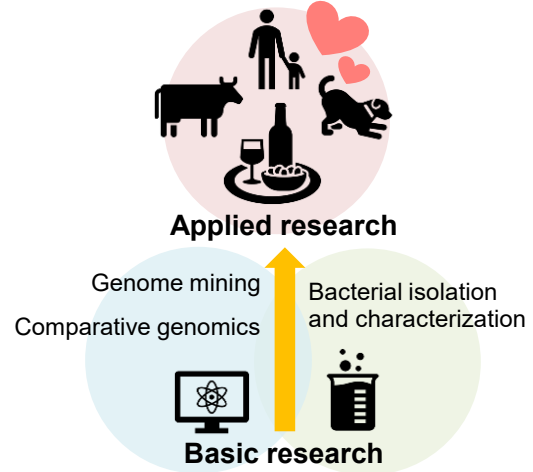 Applied research
Genome mining
Comparative genomics
Bacterial isolation
and characterization
Basic research